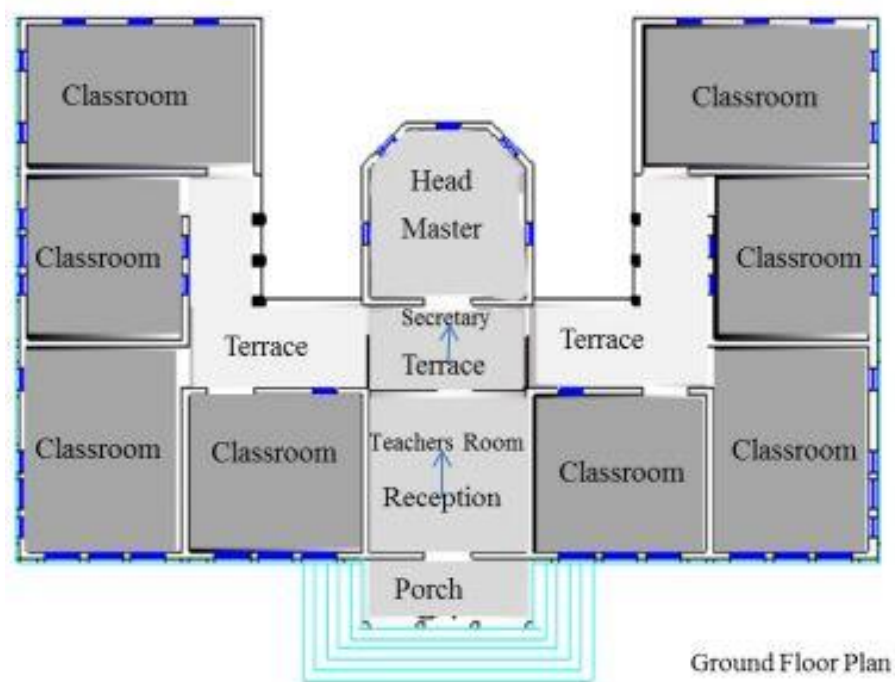 Classroom
Classroom
Head
Master
Classroom
Classroom
Secretary
Terrace
Terrace
Terrace
Classroom
Classroom
Teachers Room
Classroom
Classroom
Reception
Porch
Ground Floor Plan